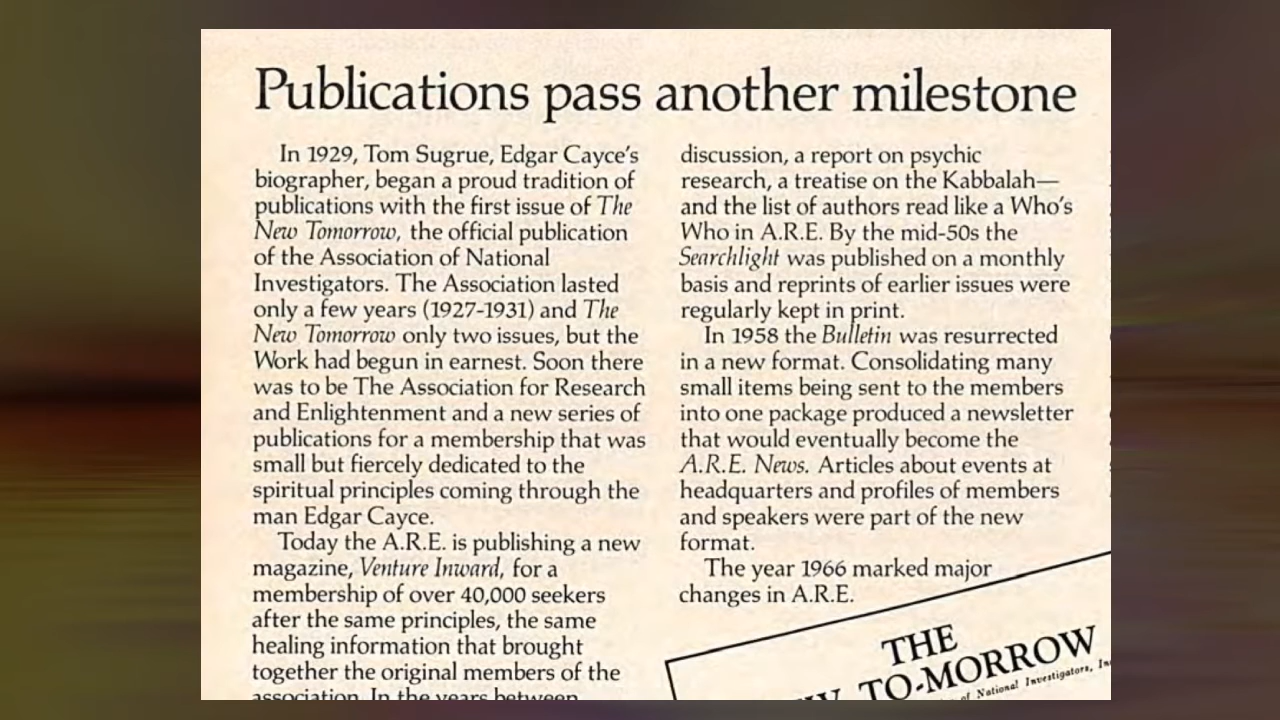 Publications pass another milestone
In 1929, Tom Sugrue, Edgar Cayce's
biographer, began a proud tradition of
publications with the first issue of The
New Tomorrow, the official publication
of the Association of National
Investigators. The Association lasted
only a few years (1927-1931) and The
New Tomorrow only two issues, but the
Work had begun in earnest. Soon there
was to be The Association for Research
and Enlightenment and a new series of
publications for a membership that was
small but fiercely dedicated to the
spiritual principles coming through the
man Edgar Cayce.
Today the A.R.E. is publishing a new
magazine, Venture Inward, for a
membership of over 40,000 seekers
after the same principles, the same
healing information that brought
together the original members of the
association. In the years between
discussion, a report on psychic
research, a treatise on the Kabbalah—
and the list of authors read like a Who's
Who in A.R.E. By the mid-50s the
Searchlight was published on a monthly
basis and reprints of earlier issues were
regularly kept in print.
In 1958 the Bulletin was resurrected
in a new format. Consolidating many
small items being sent to the members
into one package produced a newsletter
that would eventually become the
A.R.E. News. Articles about events at
headquarters and profiles of members
and speakers were part of the new
format.
The year 1966 marked major
changes in A.R.E.
THE
TO-MORROW
of National Investigators,